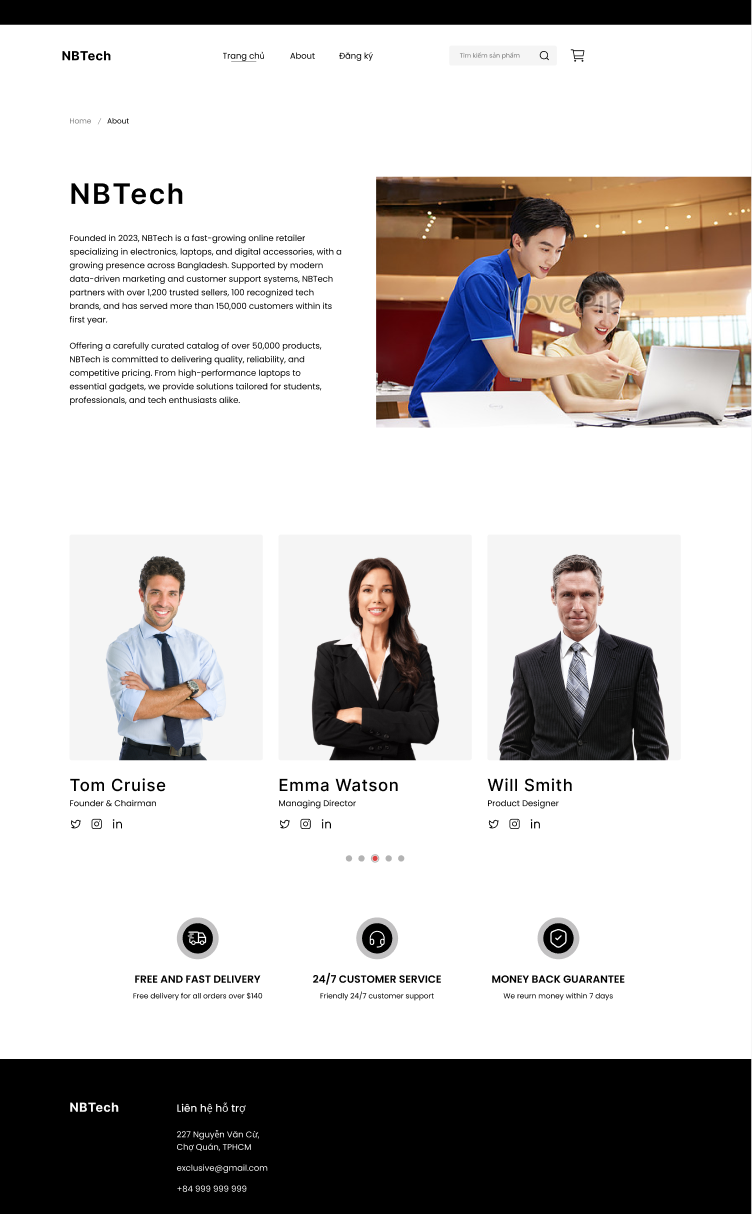 NBTech
Trang chủ
About
Đăng ký
Tìm kiếm sản phẩm
Home / About
NBTech
Founded in 2023, NBTech is a fast-growing online retailer
specializing in electronics, laptops, and digital accessories, with a
growing presence across Bangladesh. Supported by modern
data-driven marketing and customer support systems, NBTech
partners with over 1,200 trusted sellers, 100 recognized tech
brands, and has served more than 150,000 customers within its
first year.
Offering a carefully curated catalog of over 50,000 products,
NBTech is committed to delivering quality, reliability, and
competitive pricing. From high-performance laptops to
essential gadgets, we provide solutions tailored for students,
professionals, and tech enthusiasts alike.
Tom Cruise
Founder & Chairman
in
Emma Watson
Managing Director
in
Will Smith
Product Designer
in
FREE AND FAST DELIVERY
Free delivery for all orders over $140
24/7 CUSTOMER SERVICE
Friendly 24/7 customer support
MONEY BACK GUARANTEE
We reurn money within 7 days
NBTech
Liên hệ hỗ trợ
227 Nguyễn Văn Cừ,
Chợ Quán, TPHCM
exclusive@gmail.com
+84 999 999 999